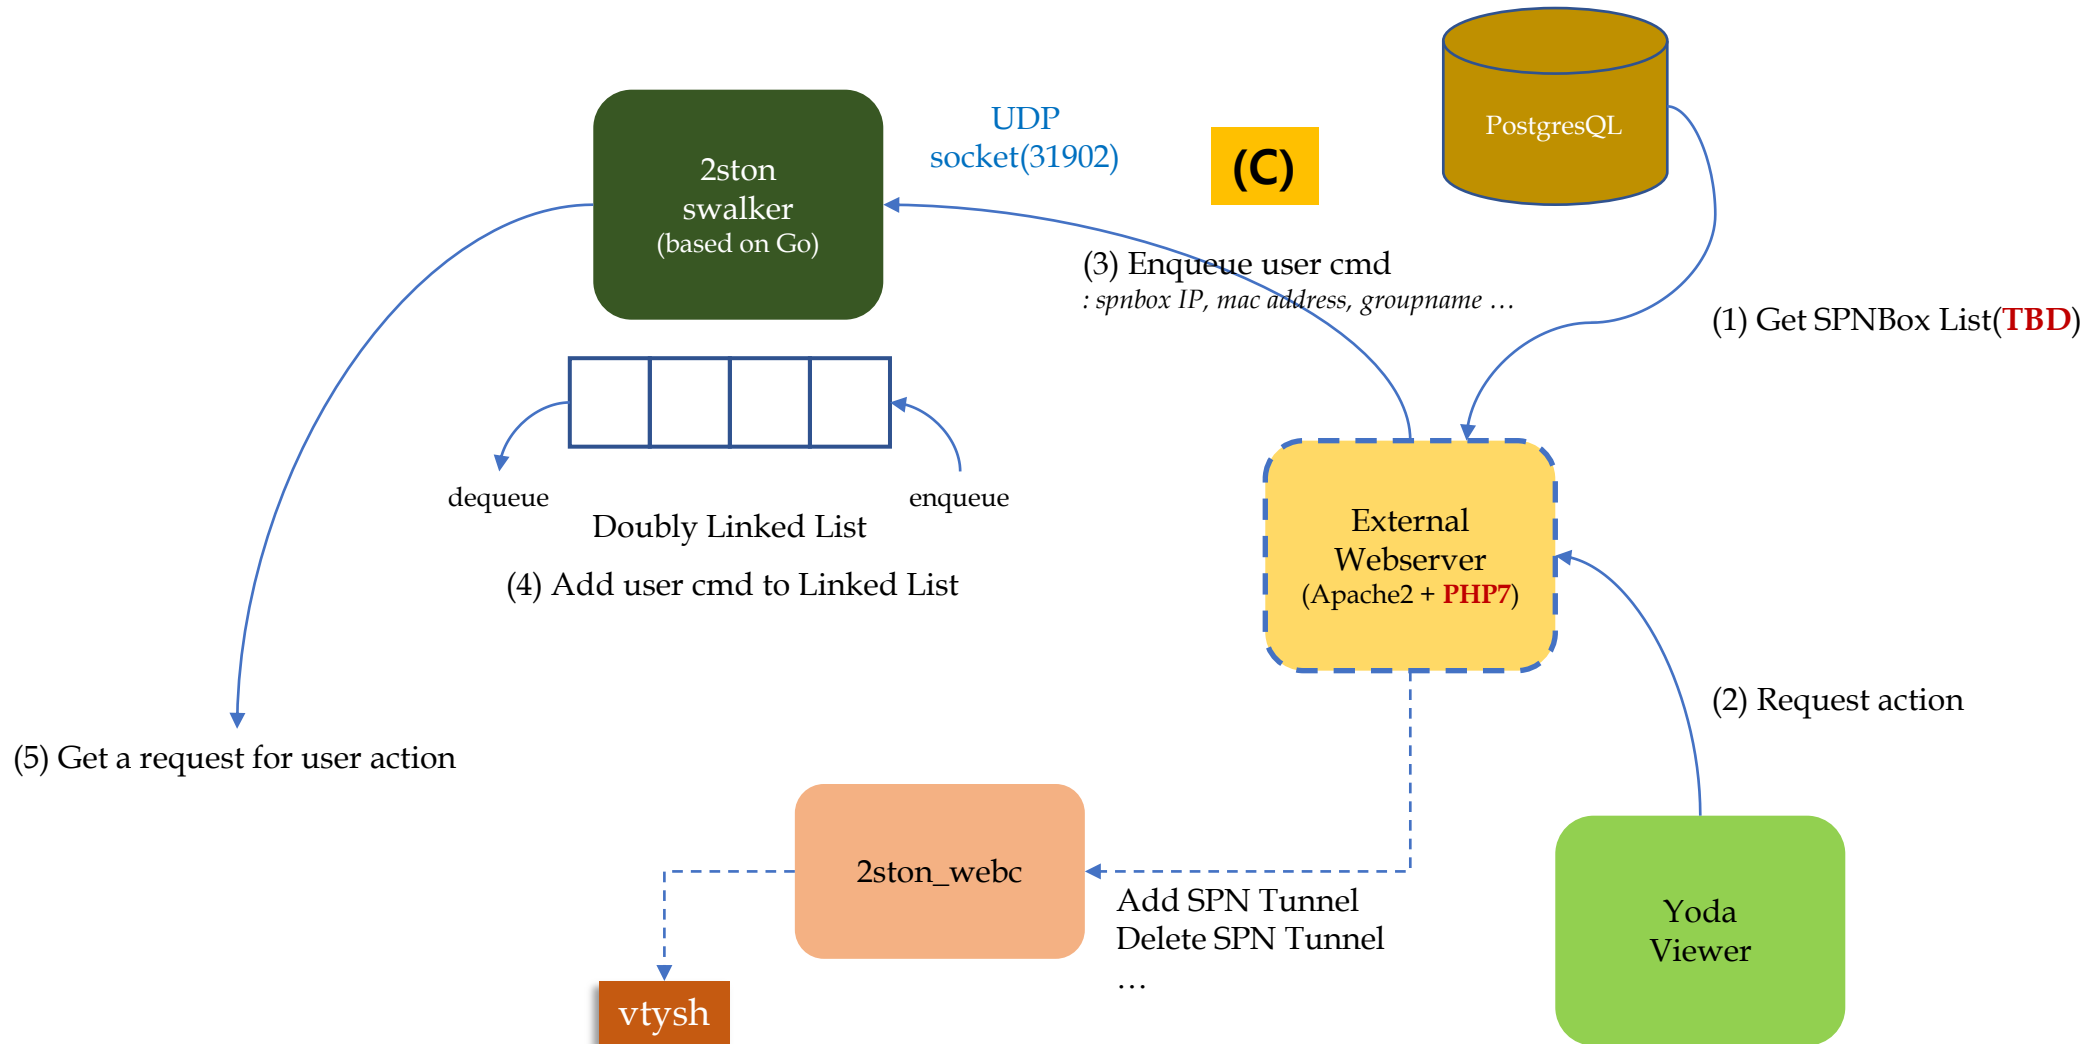 PostgresQL
UDP
socket(31902)
(C)
2ston
swalker
(based on Go)
(3) Enqueue user cmd
: spnbox IP, mac address, groupname …
(1) Get SPNBox List(TBD)
dequeue
enqueue
Doubly Linked List
(4) Add user cmd to Linked List
External
Webserver
(Apache2 + PHP7)
(2) Request action
(5) Get a request for user action
2ston_webc
Add SPN Tunnel
Delete SPN Tunnel
…
Yoda
Viewer
vtysh